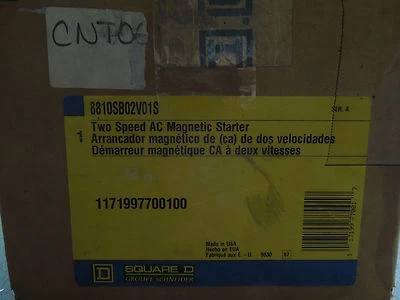 CNTO
8810SB02V01S
SER. A
1
Two Speed AC Magnetic Starter
Arrancador magnético de (ca) de dos velocidades
Démarreur magnétique CA à deux vitesses
1171997700100
Made in USA
Hecho en EUA
Fabriqué aux E. - U.
9830
SQUARE D
GROUPE SCHNEIDER